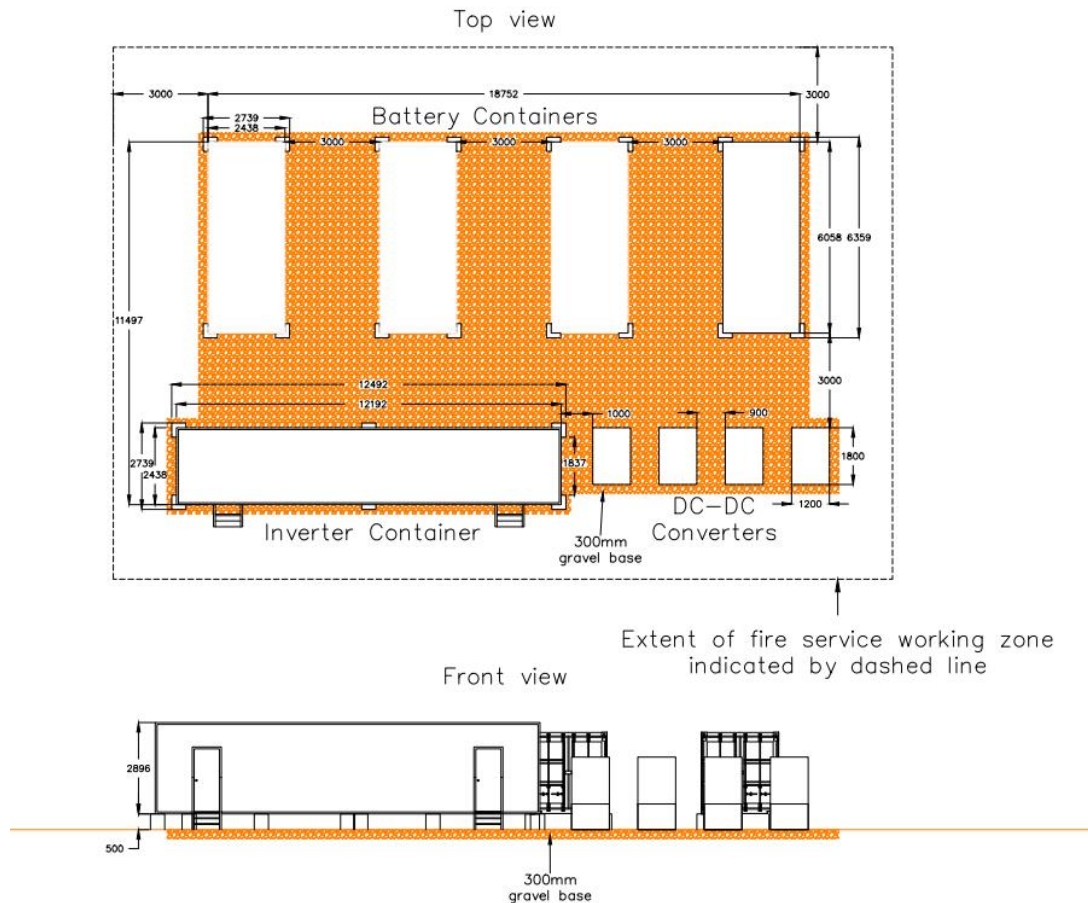 Top view
3000
18752
3000
2739
Battery Containers
2438
3000
3000
3000
6058
6359
11497
3000
12492
12192
1000
900
2739
2438
1837
1800
1200
Inverter Container
DC-DC
Converters
300mm
gravel base
Extent of fire service working zone
indicated by dashed line
Front view
2896
500
300mm
gravel base